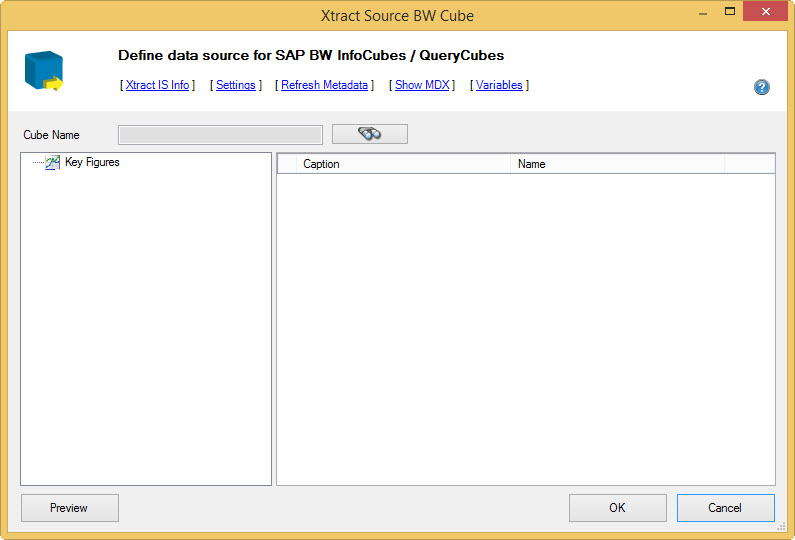 Xtract Source BW Cube
Define data source for SAP BW InfoCubes / QueryCubes
[ Xtract IS Info ] [ Settings ] [ Refresh Metadata ] [ Show MDX ] [ Variables ]
?
Cube Name
Key Figures
Caption Name
Preview OK Cancel